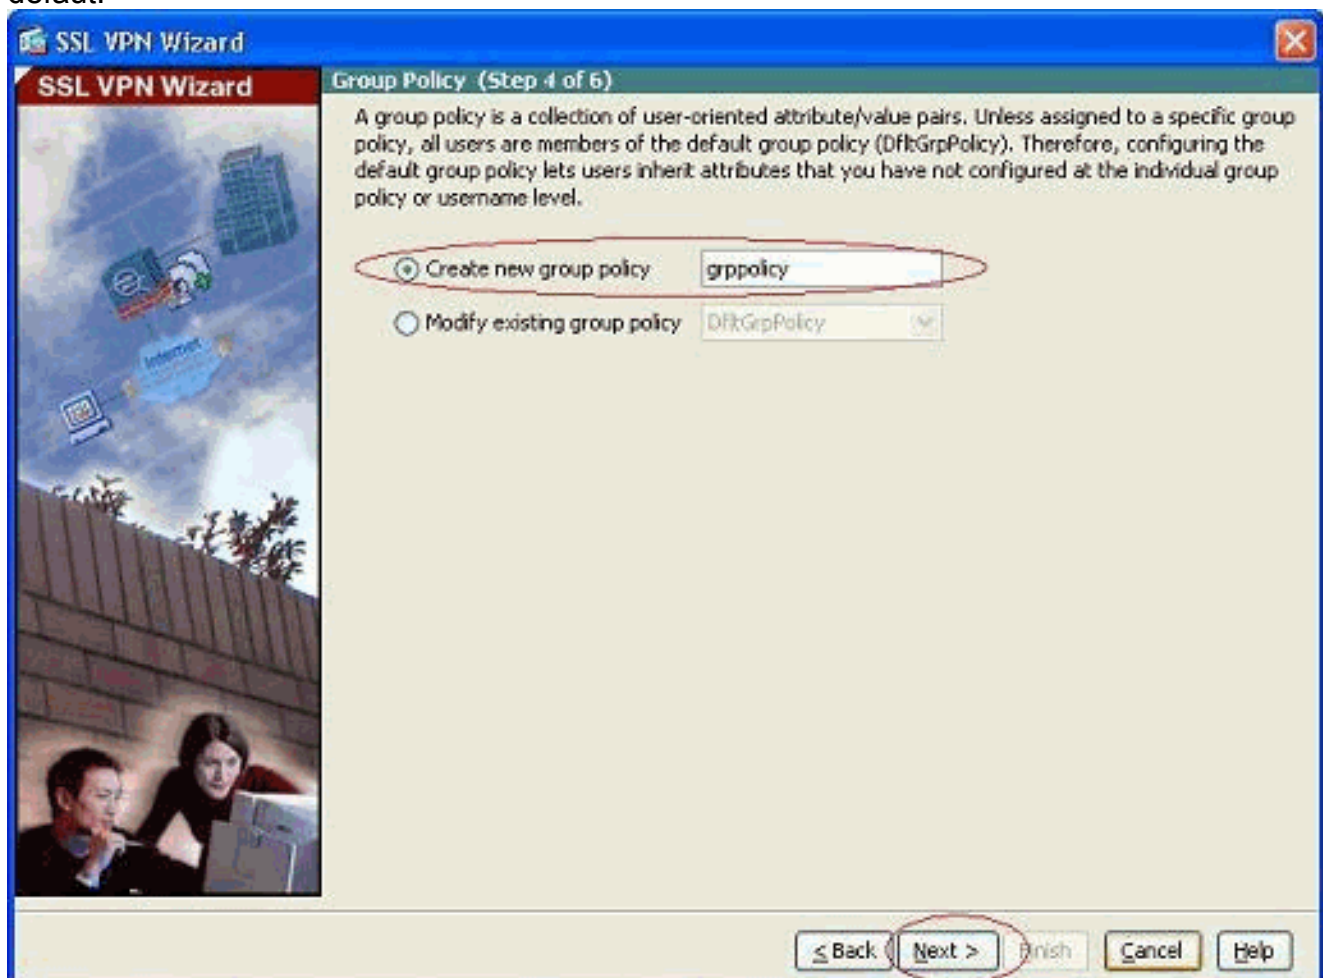 default.
SSL VPN Wizard
SSL VPN Wizard
Group Policy (Step 4 of 6)
A group policy is a collection of user-oriented attribute/value pairs. Unless assigned to a specific group
policy, all users are members of the default group policy (DfltGrpPolicy). Therefore, configuring the
default group policy lets users inherit attributes that you have not configured at the individual group
policy or username level.
Create new group policy grppolicy
Modify existing group policy DfltGrpPolicy
Internet
< Back Next > Finish Cancel Help